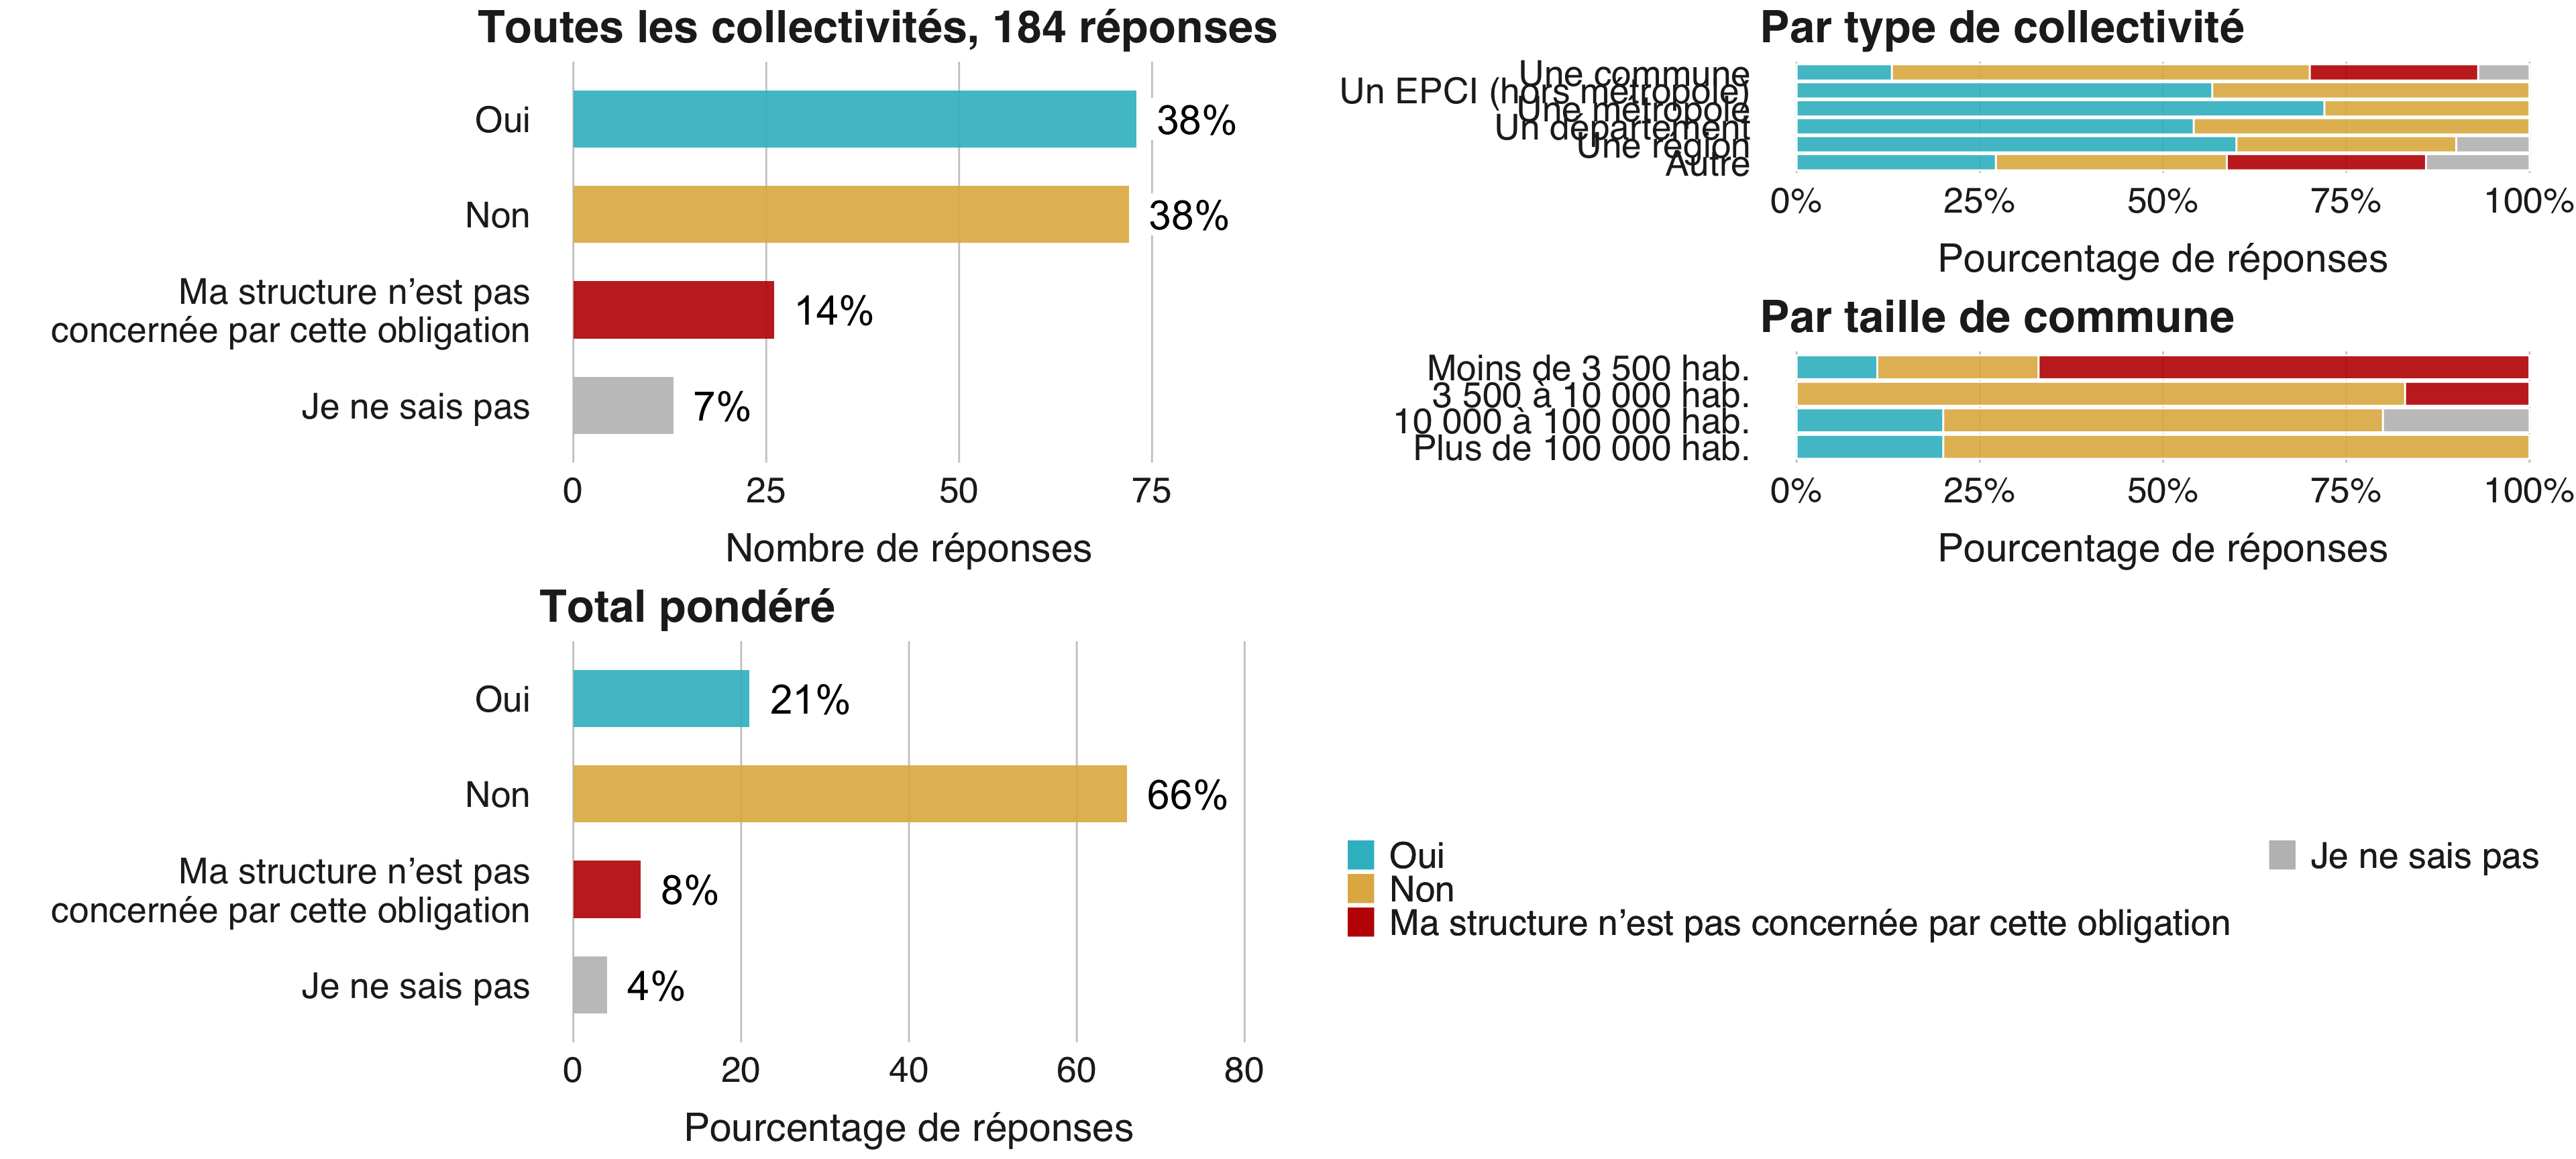 Toutes les collectivités, 184 réponses
Oui
38%
Non
38%
Ma structure n’est pas
concernée par cette obligation
14%
Je ne sais pas
7%
0 25 50 75
Nombre de réponses
Total pondéré
Oui
21%
Non
66%
Ma structure n’est pas
concernée par cette obligation
8%
Je ne sais pas
4%
0 20 40 60 80
Pourcentage de réponses
Par type de collectivité
Une commune
Un EPCI (hors métropole)
Une métropole
Un département
Une région
Autre
0% 25% 50% 75% 100%
Pourcentage de réponses
Par taille de commune
Moins de 3 500 hab.
3 500 à 10 000 hab.
10 000 à 100 000 hab.
Plus de 100 000 hab.
0% 25% 50% 75% 100%
Pourcentage de réponses
Oui
Non
Ma structure n’est pas concernée par cette obligation
Je ne sais pas